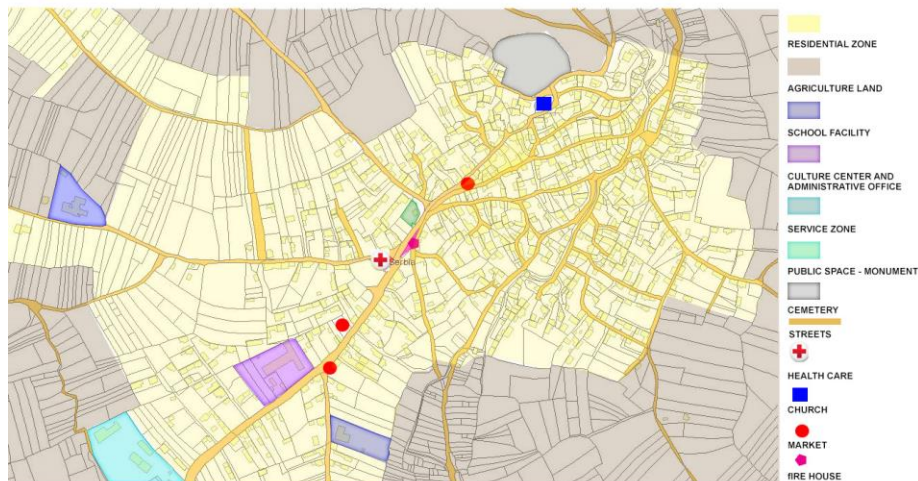 RESIDENTIAL ZONE
AGRICULTURE LAND
SCHOOL FACILITY
CULTURE CENTER AND
ADMINISTRATIVE OFFICE
SERVICE ZONE
PUBLIC SPACE - MONUMENT
CEMETERY
STREETS
HEALTH CARE
CHURCH
MARKET
fIRE HOUSE